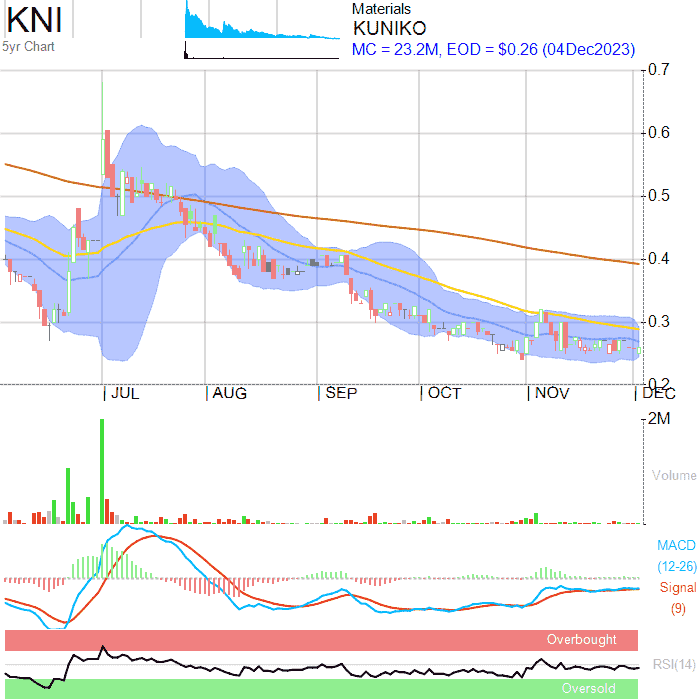 KNI
5yr Chart
Materials
KUNIKO
MC = 23.2M, EOD = $0.26 (04Dec2023)
0.7
0.6
0.5
0.4
0.3
0.2
JUL AUG SEP OCT NOV DEC
2M
Volume
MACD
(12-26)
Signal
(9)
Overbought
RSI(14)
Oversold